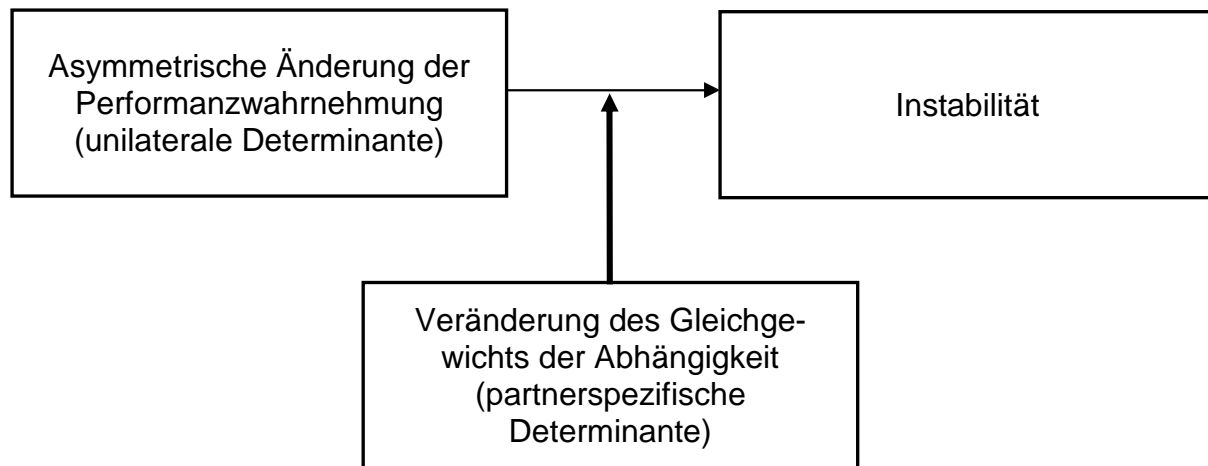 Asymmetrische Änderung der
Performanzwahrnehmung
(unilaterale Determinante)
Instabilität
Veränderung des Gleichge-
wichts der Abhängigkeit
(partnerspezifische
Determinante)